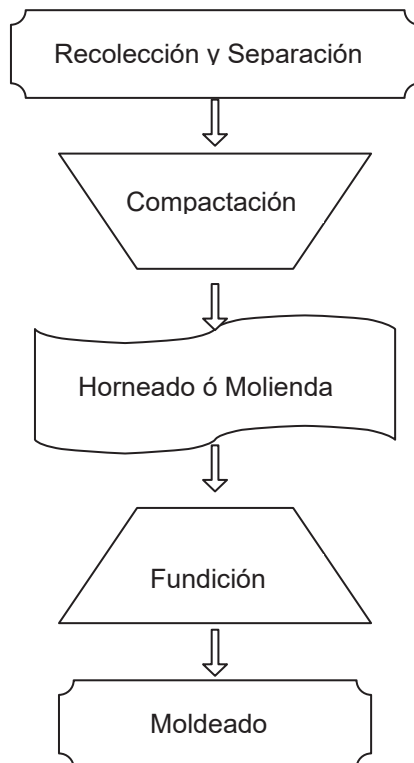 Recolección y Separación
Compactación
Horneado ó Molienda
Fundición
Moldeado